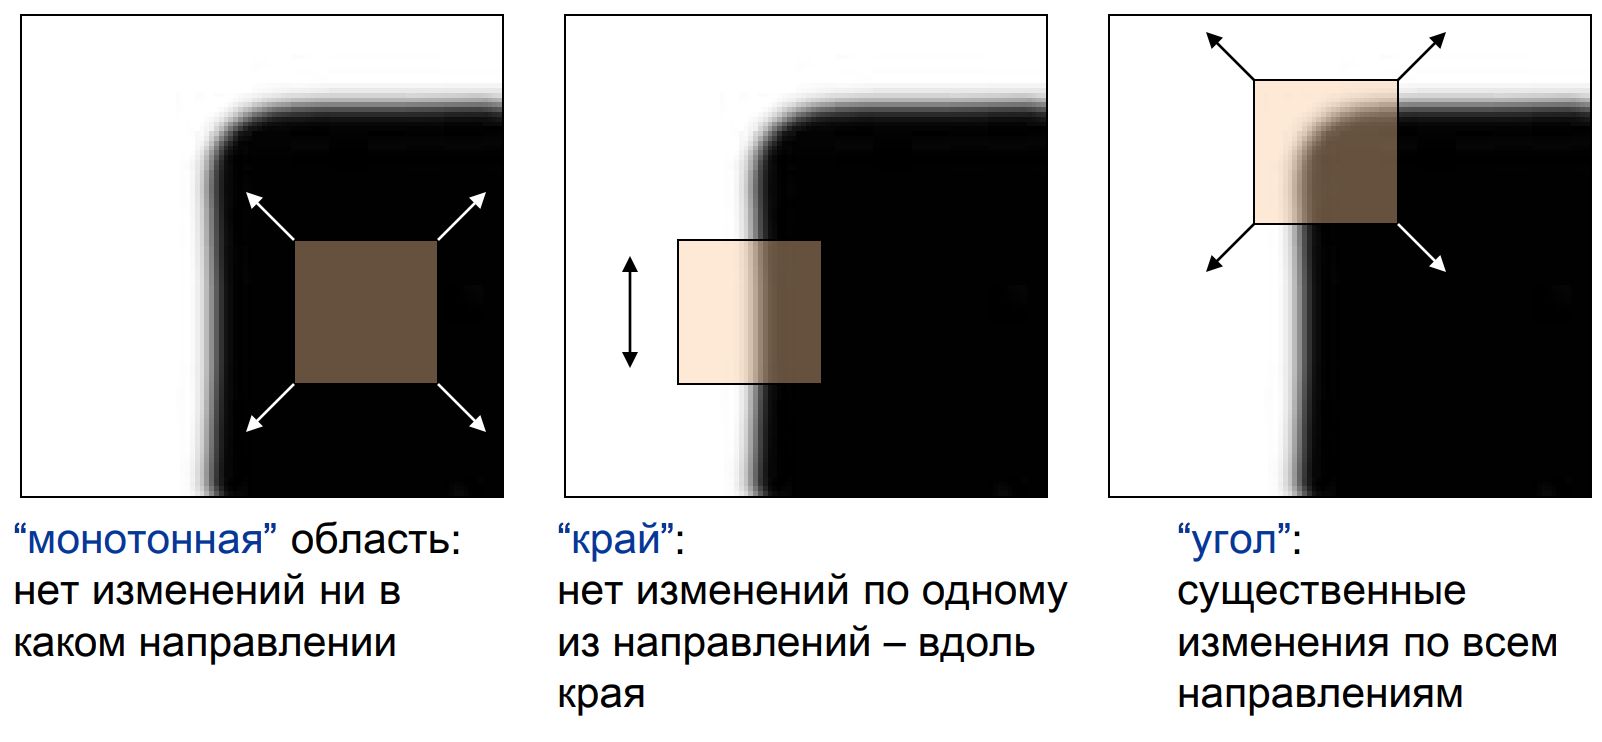 “монотонная” область:
нет изменений ни в
каком направлении
“край”:
нет изменений по одному
из направлений – вдоль
края
“угол”:
существенные
изменения по всем
направлениям